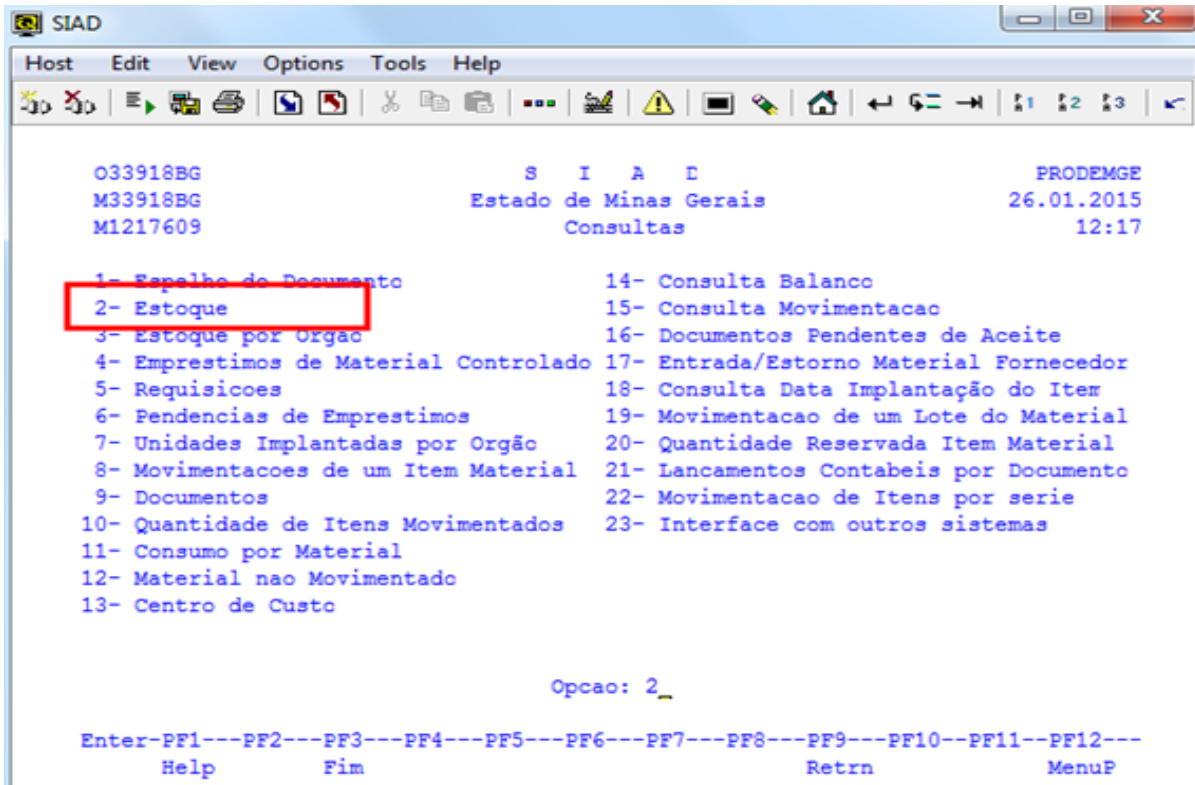 SIAD
Host Edit View Options Tools Help
O33918BG S I A D PRODEMGE
M33918BG Estado de Minas Gerais 26.01.2015
M1217609 Consultas 12:17
1- Espelho do Documento 14- Consulta Balanco
2- Estoque 15- Consulta Movimentacao
3- Estoque por Orgao 16- Documentos Pendentes de Aceite
4- Emprestimos de Material Controlado 17- Entrada/Estorno Material Fornecedor
5- Requisicoes 18- Consulta Data Implantação do Item
6- Pendencias de Emprestimos 19- Movimentacao de um Lote do Material
7- Unidades Implantadas por Orgão 20- Quantidade Reservada Item Material
8- Movimentacoes de um Item Material 21- Lancamentos Contabeis por Documento
9- Documentos 22- Movimentacao de Itens por serie
10- Quantidade de Itens Movimentados 23- Interface com outros sistemas
11- Consumo por Material
12- Material nao Movimentado
13- Centro de Custo
Opcao: 2_
Enter-PF1---PF2---PF3---PF4---PF5---PF6---PF7---PF8---PF9---PF10--PF11--PF12---
Help Fim Retrn MenuP